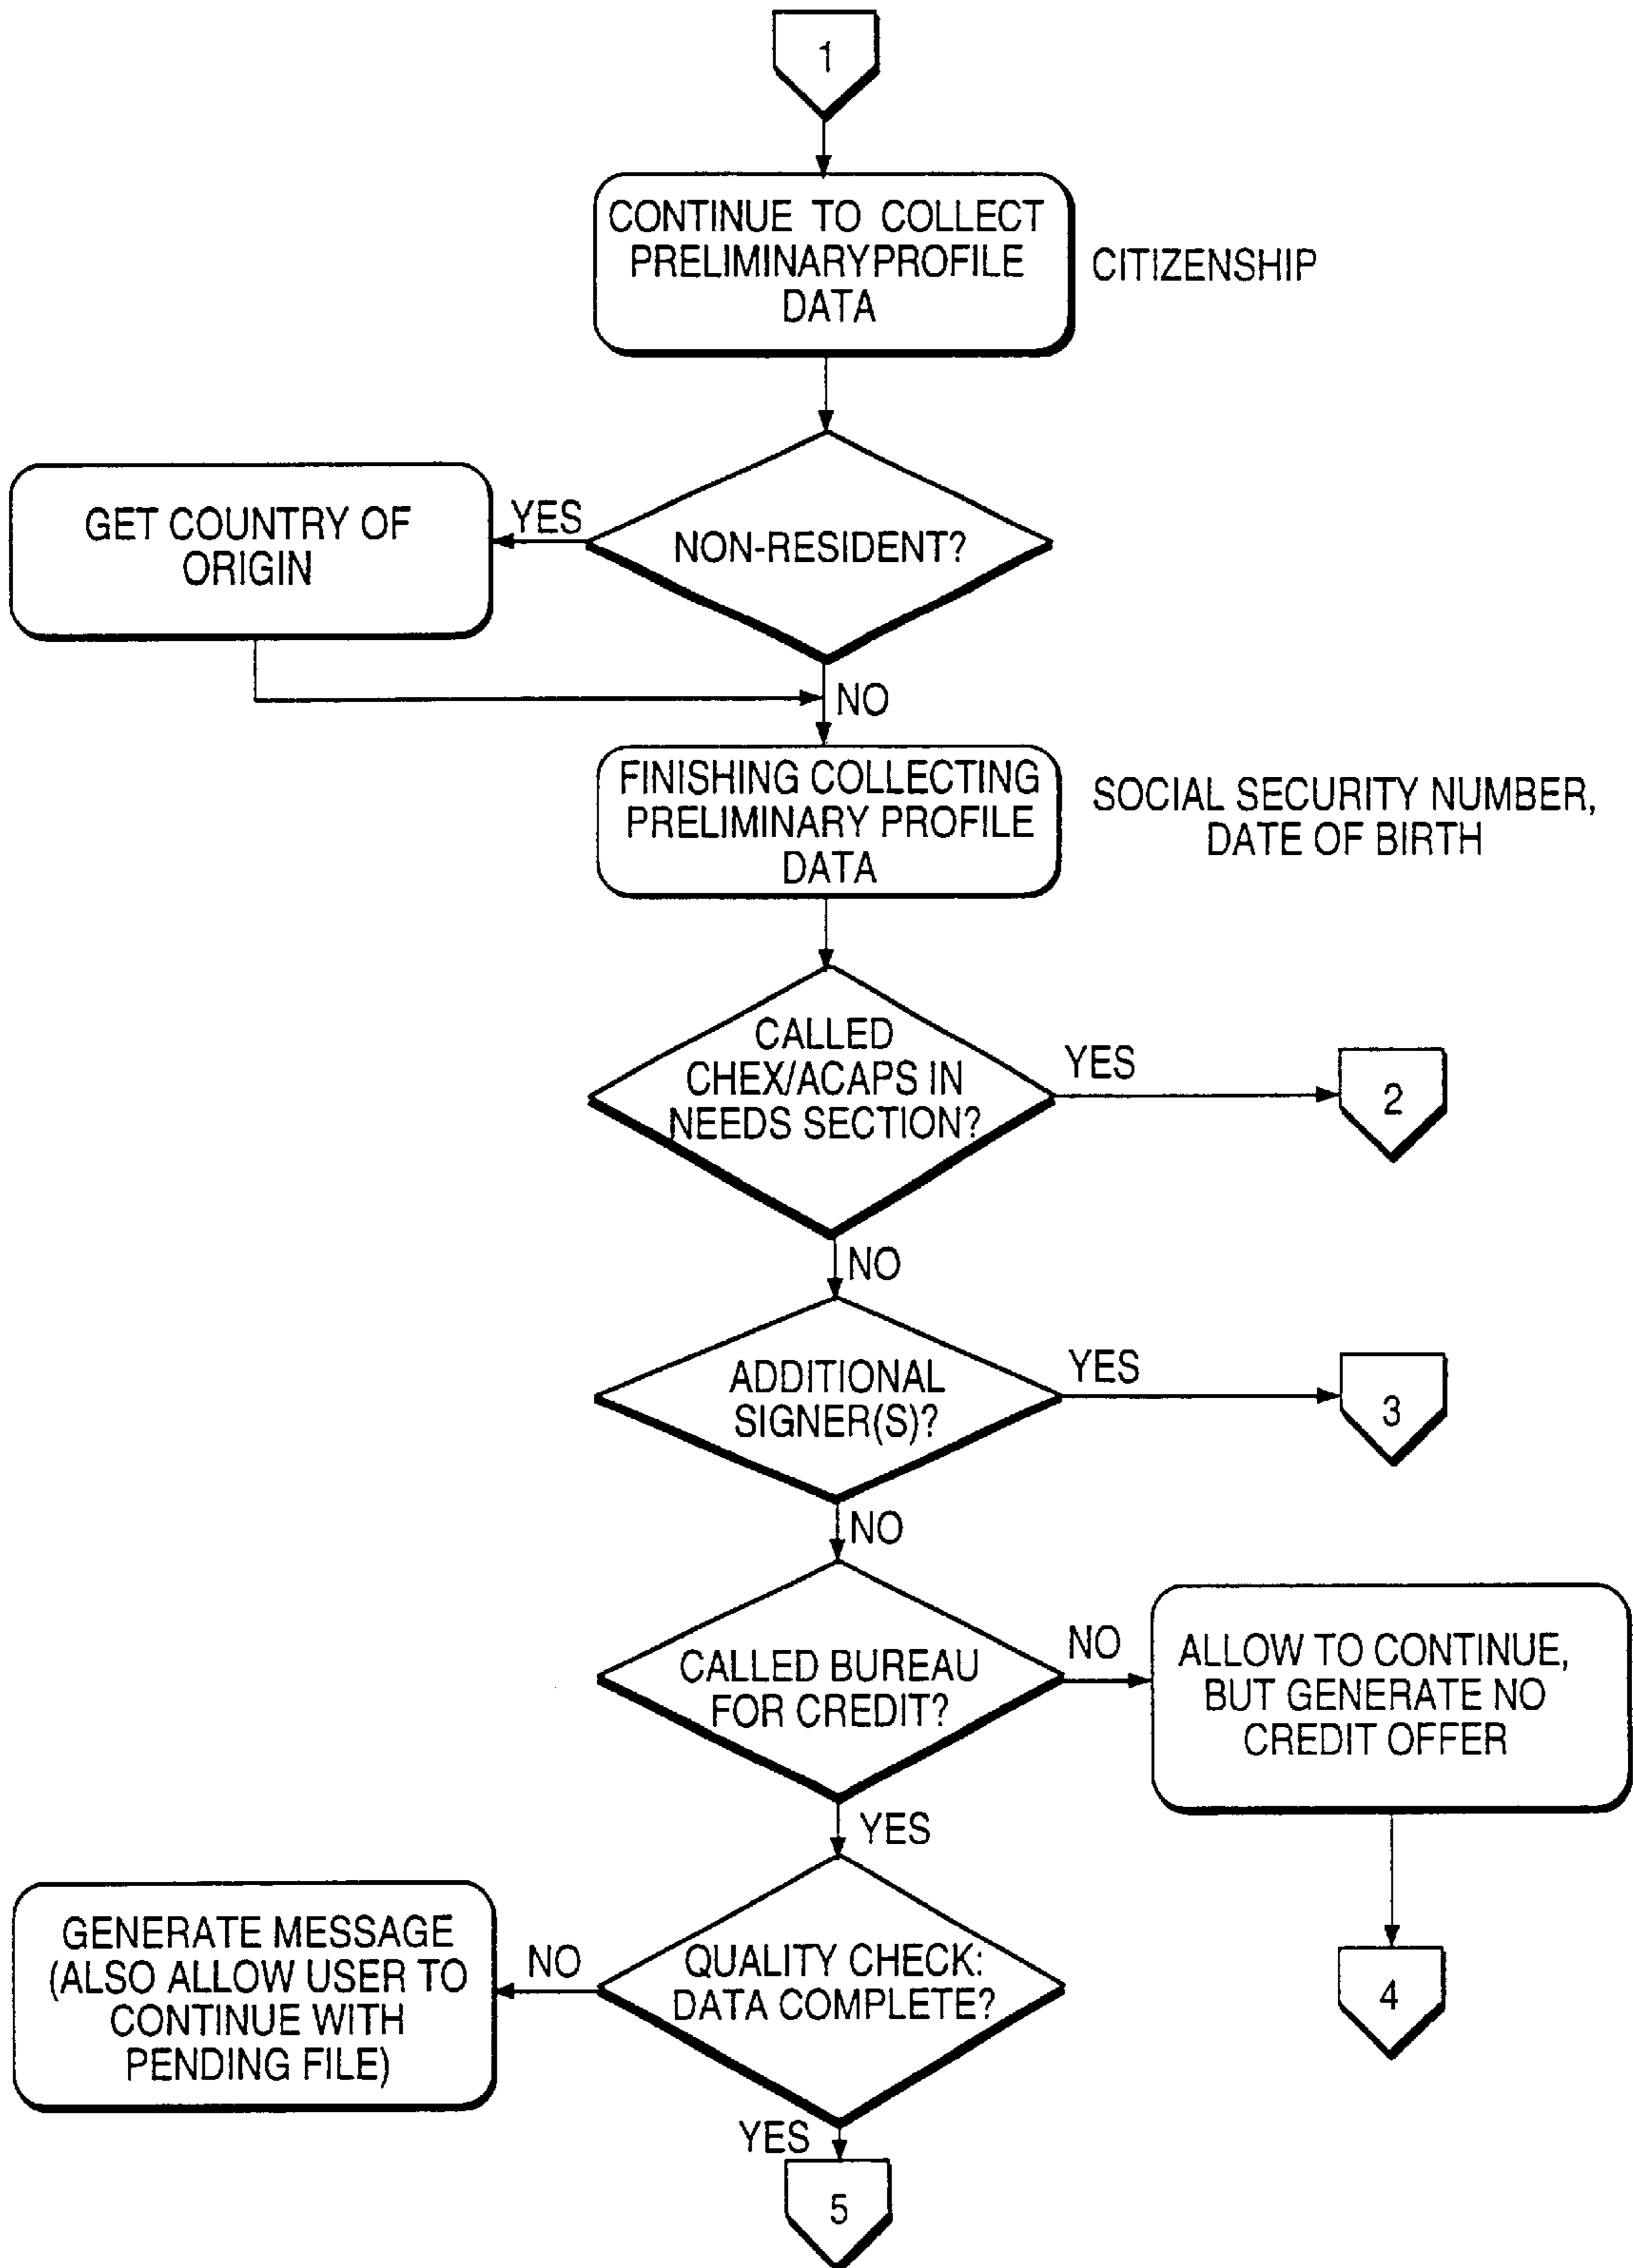 1
CONTINUE TO COLLECT
PRELIMINARY PROFILE
DATA
CITIZENSHIP
NON-RESIDENT?
YES
GET COUNTRY OF
ORIGIN
NO
FINISHING COLLECTING
PRELIMINARY PROFILE
DATA
SOCIAL SECURITY NUMBER,
DATE OF BIRTH
CALLED
CHEX/ACAPS IN
NEEDS SECTION?
YES
2
NO
ADDITIONAL
SIGNER(S)?
YES
3
NO
CALLED BUREAU
FOR CREDIT?
NO
ALLOW TO CONTINUE,
BUT GENERATE NO
CREDIT OFFER
4
YES
QUALITY CHECK:
DATA COMPLETE?
NO
GENERATE MESSAGE
(ALSO ALLOW USER TO
CONTINUE WITH
PENDING FILE)
YES
5